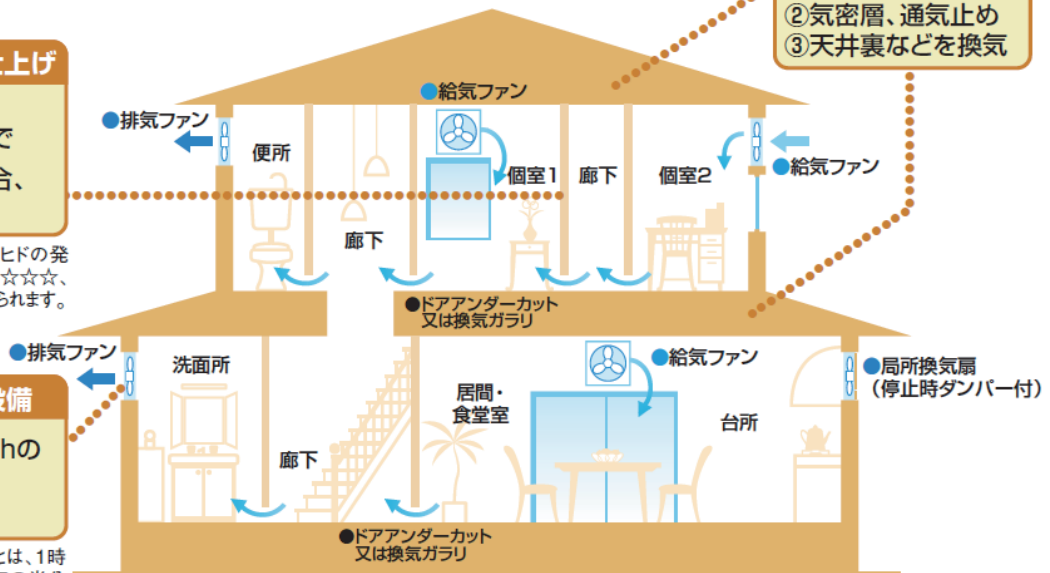 ②気密層、通気止め
③天井裏などを換気
上げ
で
合、
ヒドの発
☆☆☆、
られます。
●給気ファン
●排気ファン
便所
個室1
廊下
個室2
●給気ファン
廊下
●ドアアンダーカット
又は換気ガラリ
●排気ファン
洗面所
●給気ファン
●局所換気扇
(停止時ダンパー付)
居間・
食堂室
台所
廊下
設備
hの
●ドアアンダーカット
又は換気ガラリ
とは、1時